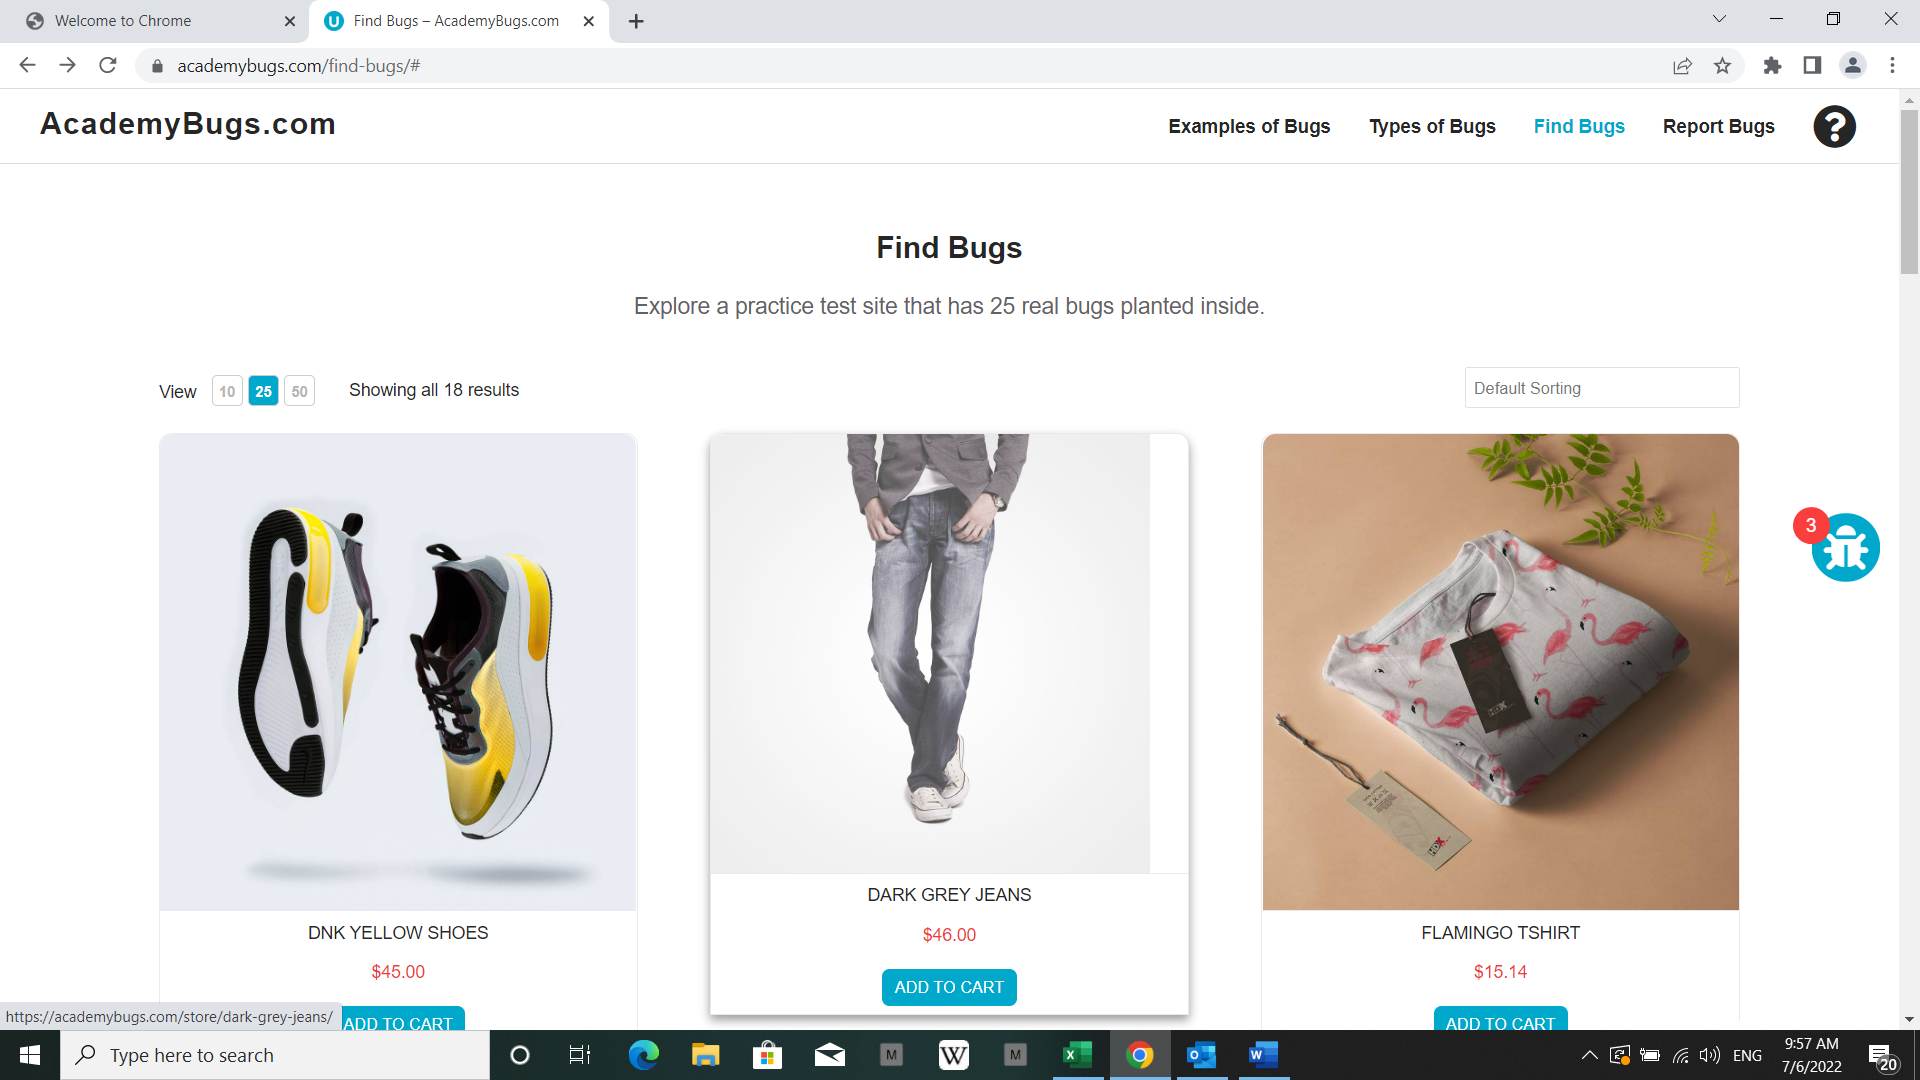 Welcome to Chrome
Find Bugs – AcademyBugs.com
academybugs.com/find-bugs/#
AcademyBugs.com
Examples of Bugs
Types of Bugs
Find Bugs
Report Bugs
?
Find Bugs
Explore a practice test site that has 25 real bugs planted inside.
View 10 25 50 Showing all 18 results
Default Sorting
3
DNK YELLOW SHOES
$45.00
ADD TO CART
DARK GREY JEANS
$46.00
ADD TO CART
FLAMINGO TSHIRT
$15.14
ADD TO CART
https://academybugs.com/store/dark-grey-jeans/
Type here to search
ENG
9:57 AM
7/6/2022
20